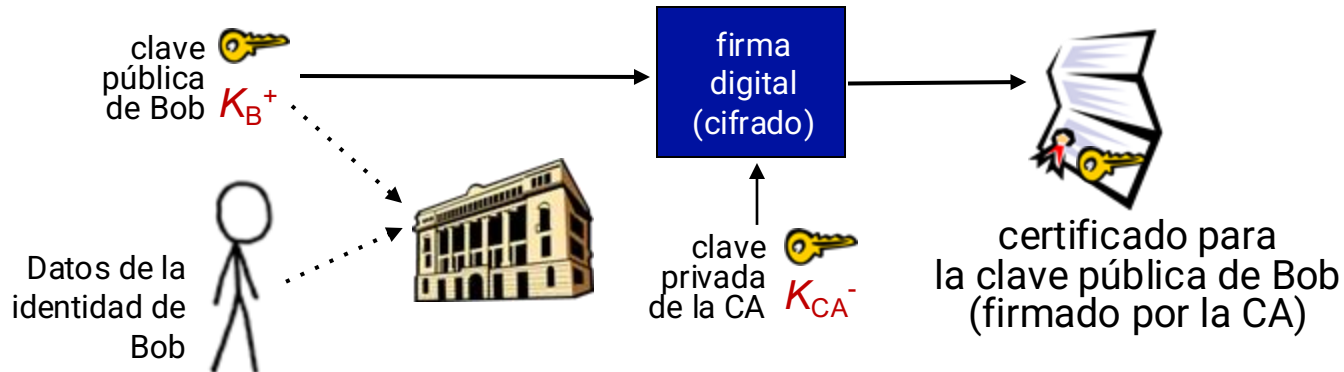 clave
pública
de Bob
K_B^+
firma
digital
(cifrado)
Datos de la
identidad de
Bob
clave
privada
de la CA
K_CA^-
certificado para
la clave pública de Bob
(firmado por la CA)